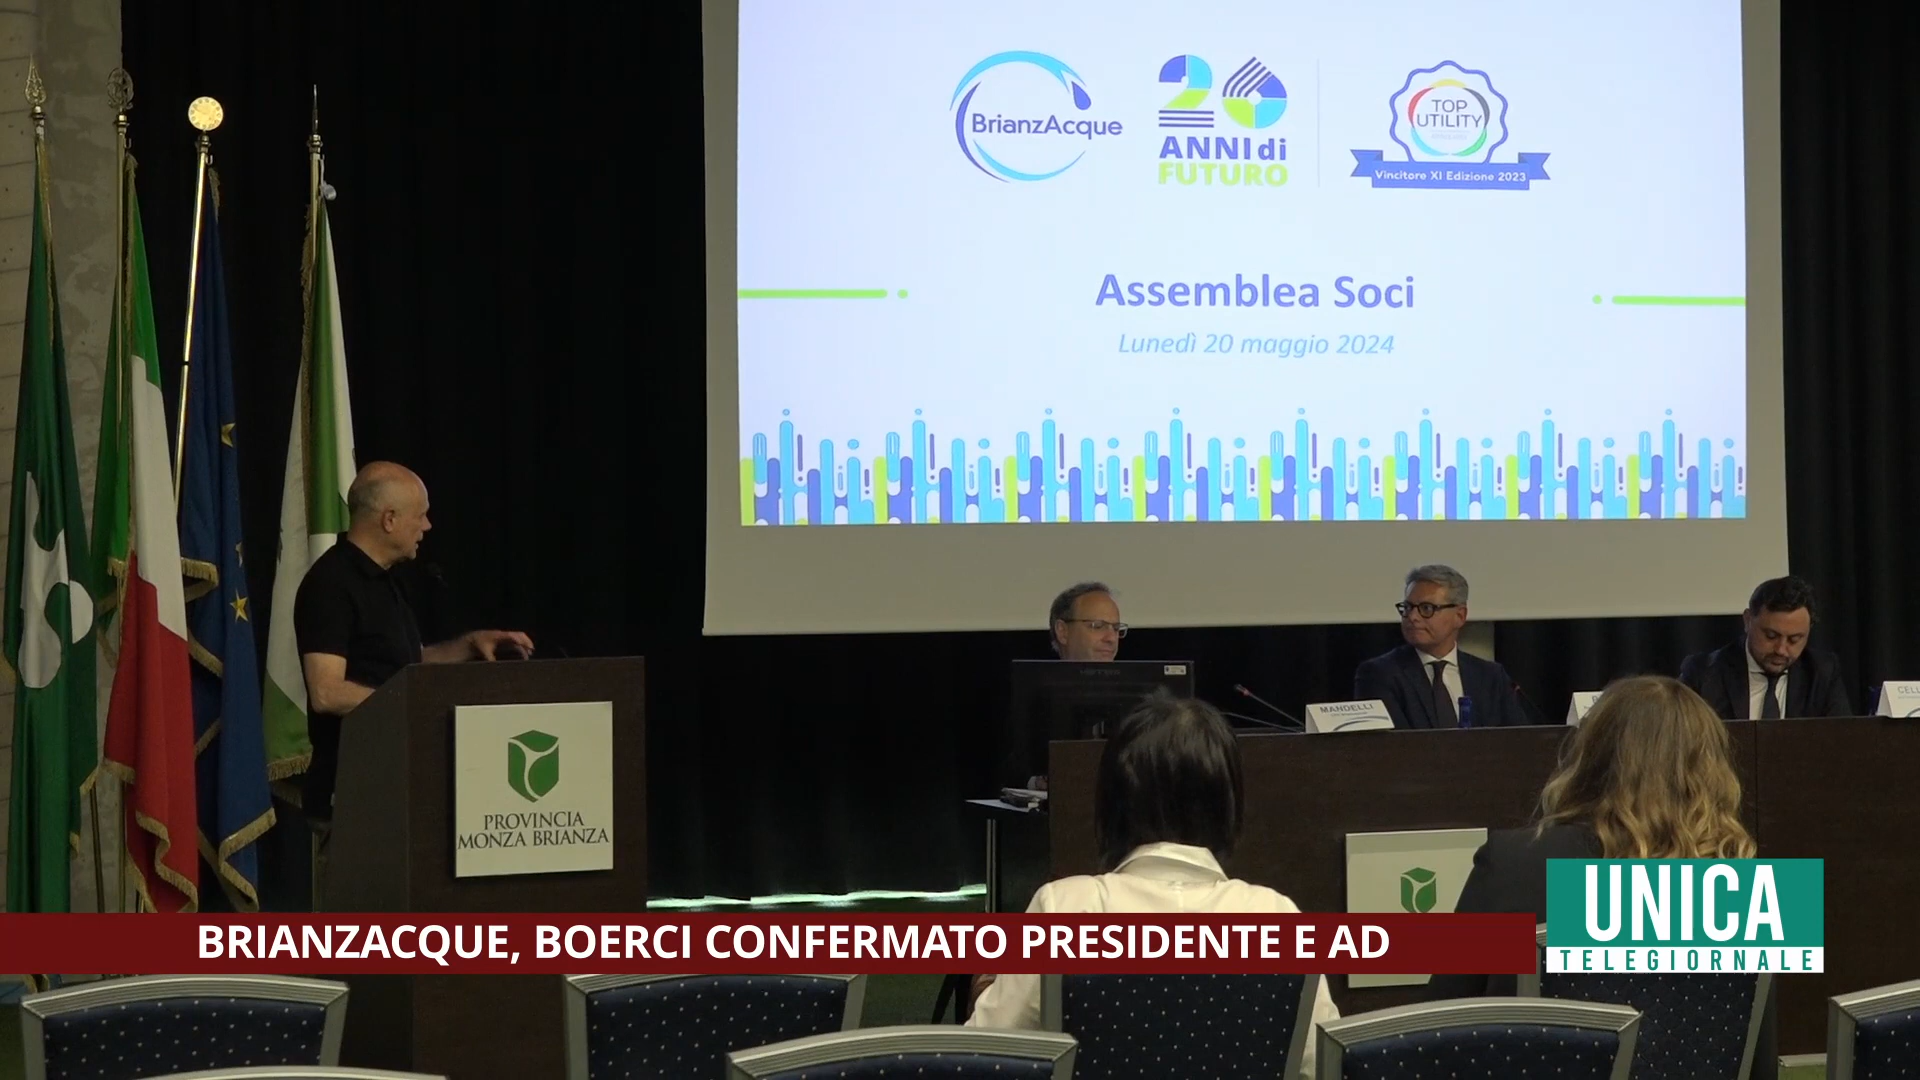 BrianzAcque
20
ANNI di
FUTURO
TOP
UTILITY
Vincitore XI Edizione 2023
Assemblea Soci
Lunedì 20 maggio 2024
MANDELLI
CELL
PROVINCIA
MONZA BRIANZA
BRIANZACQUE, BOERCI CONFERMATO PRESIDENTE E AD
UNICA
TELEGIORNALE